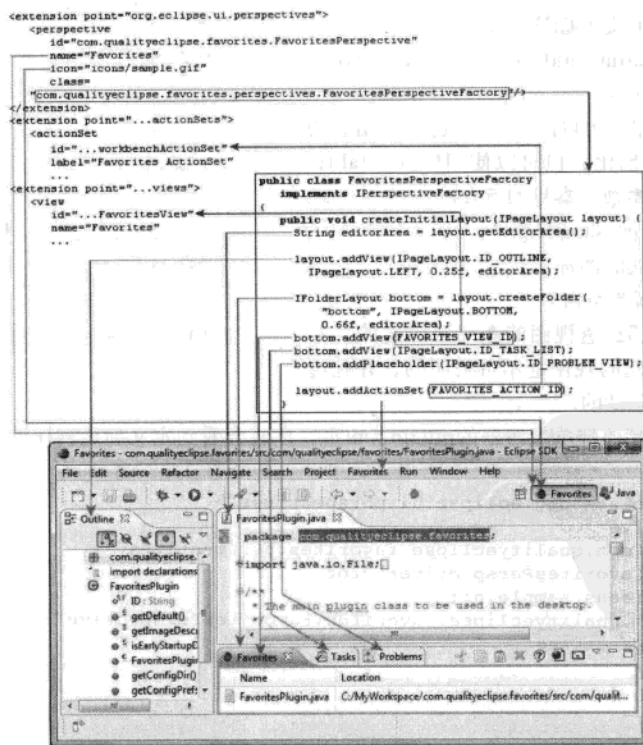 <extension point="org.eclipse.ui.perspectives">
<perspective
id="com.qualityeclipse.favorites.FavoritesPerspective"
name="Favorites"
icon="icons/sample.gif"
class=
"com.qualityeclipse.favorites.perspectives.FavoritesPerspectiveFactory"/>
</extension>
<extension point="...actionSets">
<actionSet
id="...workbenchActionSet"
label="Favorites ActionSet"
...
<extension point="...views">
<view
id="...FavoritesView"
name="Favorites"
...
public class FavoritesPerspectiveFactory
implements IPerspectiveFactory
{
public void createInitialLayout(IPageLayout layout) {
String editorArea = layout.getEditorArea();
layout.addView(IPageLayout.ID_OUTLINE,
IPageLayout.LEFT, 0.25f, editorArea);
IFolderLayout bottom = layout.createFolder(
"bottom", IPageLayout.BOTTOM,
0.66f, editorArea);
bottom.addView(FAVORITES_VIEW_ID);
bottom.addView(IPageLayout.ID_TASK_LIST);
bottom.addPlaceholder(IPageLayout.ID_PROBLEM_VIEW);
layout.addActionSet(FAVORITES_ACTION_ID);
}
Favorites - com.qualityeclipse.favorites/src/com/qualityeclipse/favorites/FavoritesPlugin.java - Eclipse SDK
File Edit Source Refactor Navigate Search Project Favorites Run Window Help
Favorites Java
Outline
com.qualityeclipse.
import declarations
FavoritesPlugin
ID : String
getDefault()
getImageDescr
isEarlyStartupD
FavoritesPlugin
getConfigDir()
getConfigPrefs
FavoritesPlugin.java
package com.qualityeclipse.favorites;
import java.io.File;
/**
* The main plugin class to be used in the desktop.
Favorites Tasks Problems
Name Location
FavoritesPlugin.java C:/MyWorkspace/com.qualityeclipse.favorites/src/com/qualit...